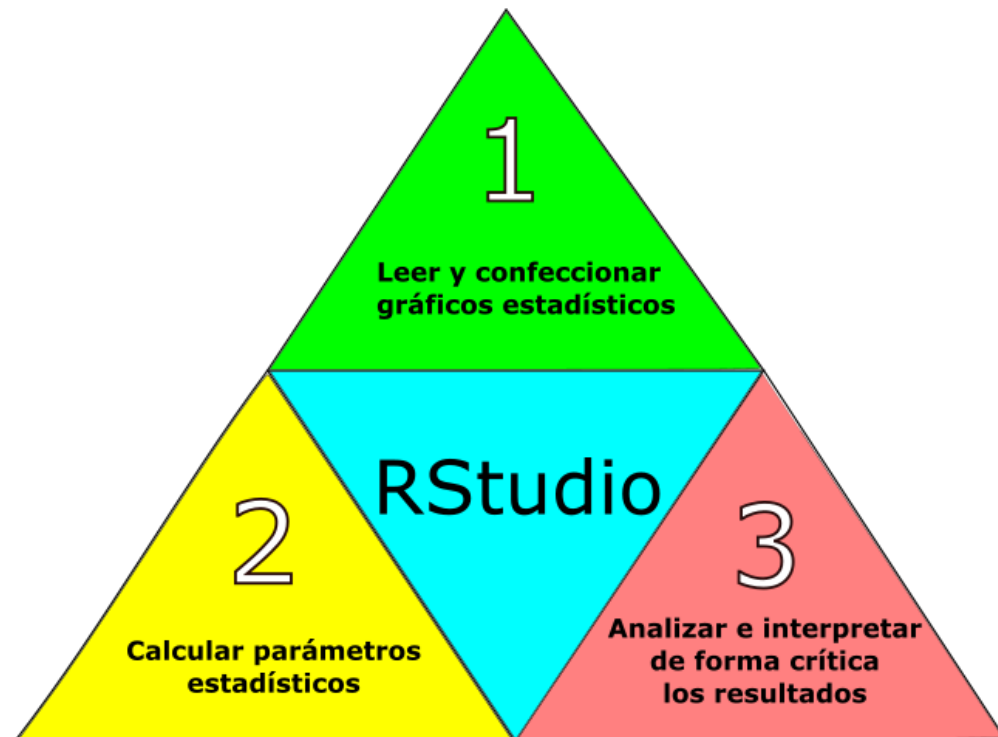 1
Leer y confeccionar
gráficos estadísticos
RStudio
2
Calcular parámetros
estadísticos
3
Analizar e interpretar
de forma crítica
los resultados